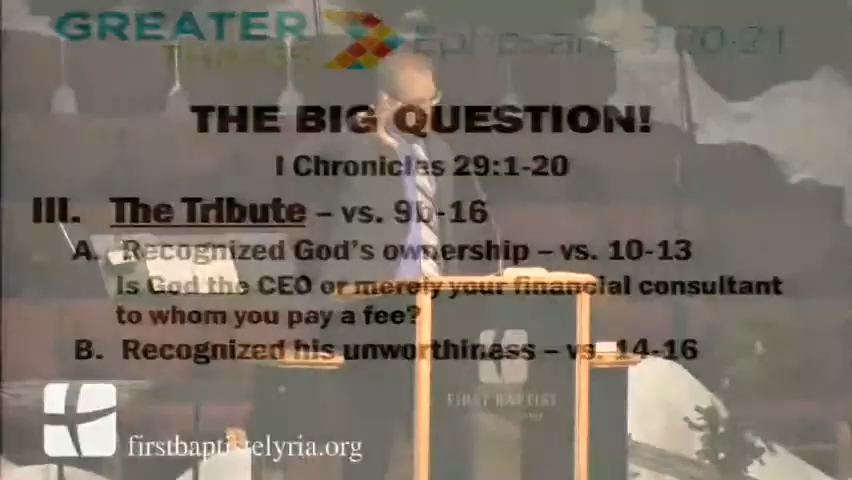 GREATER THINGS Ephesians 3:20-21
THE BIG QUESTION!
I Chronicles 29:1-20
III. The Tribute – vs. 9b-16
A. Recognized God's ownership – vs. 10-13
Is God the CEO or merely your financial consultant
to whom you pay a fee?
B. Recognized his unworthiness – vs. 14-16
FIRST BAPTIST
firstbaptistelyria.org